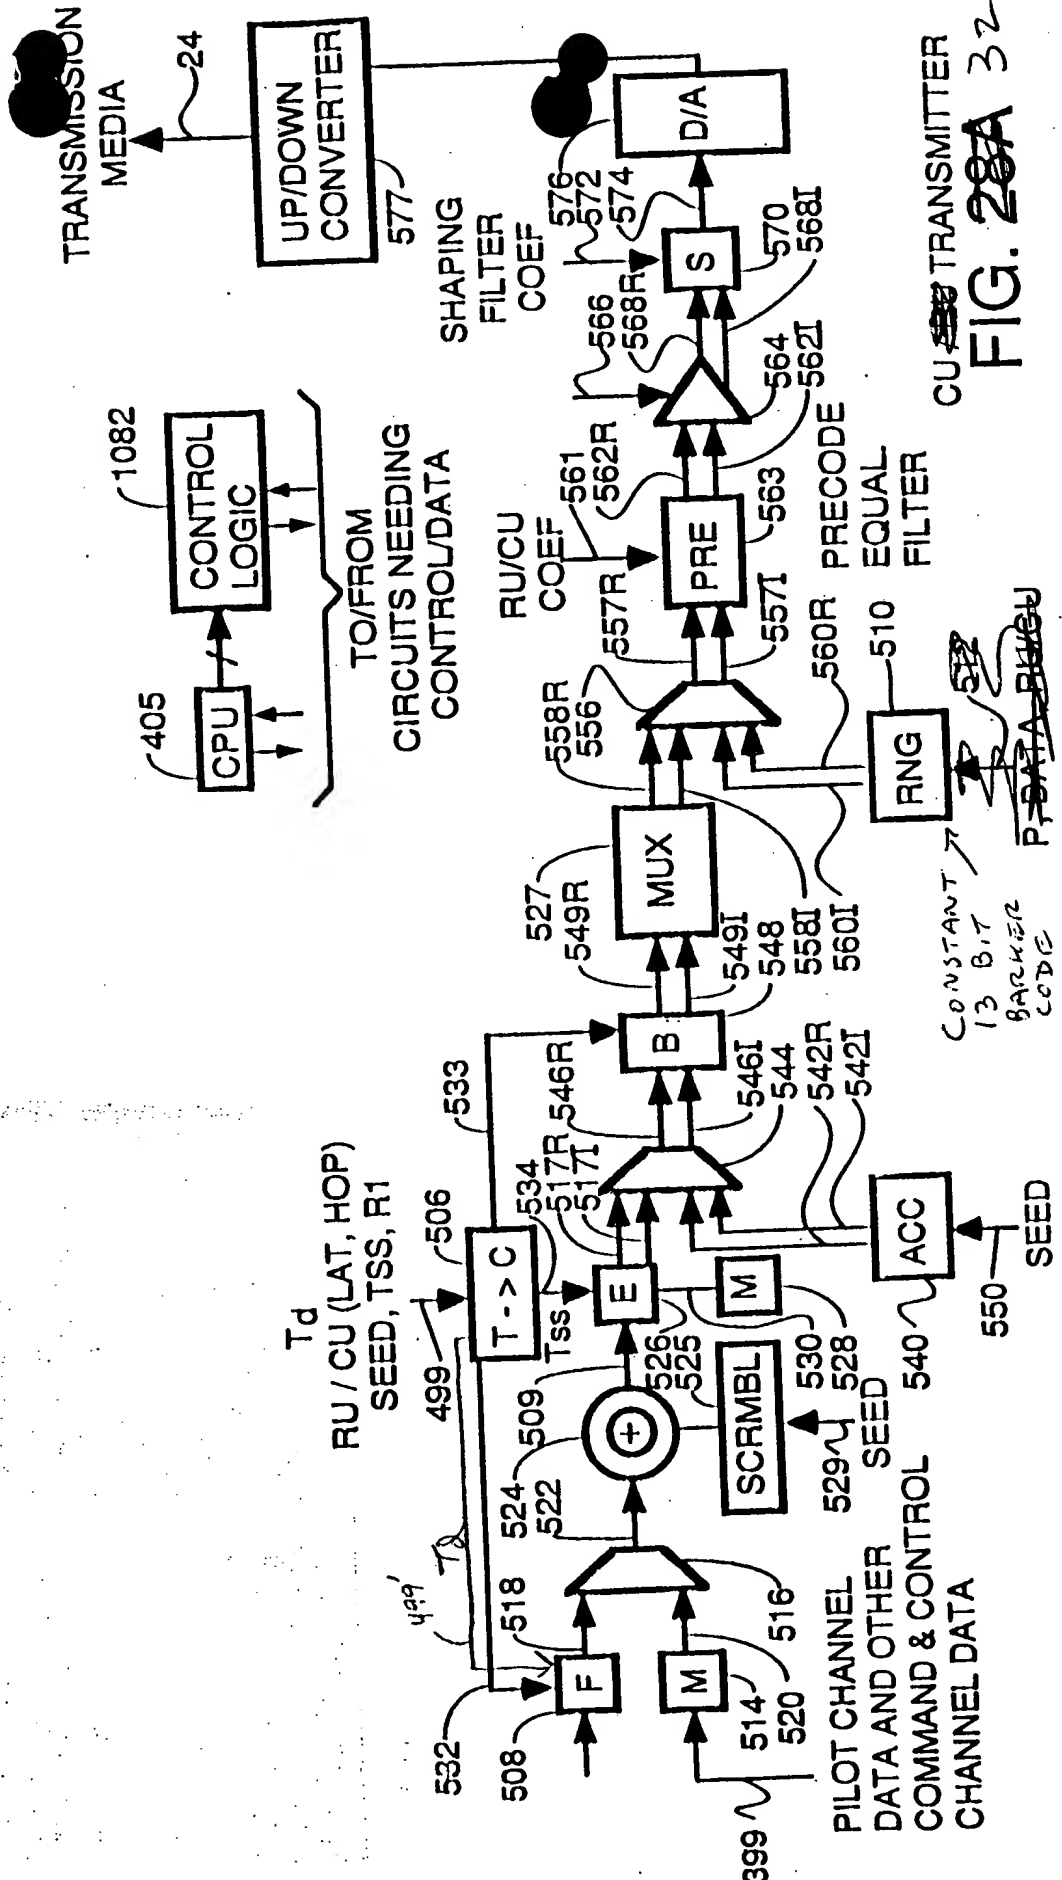 TRANSMISSION
MEDIA
24
UP/DOWN
CONVERTER
577
405
CPU
1082
CONTROL
LOGIC
TO/FROM
CIRCUITS NEEDING
CONTROL/DATA
Td
RU / CU (LAT, HOP)
SEED, TSS, R1
499
506
T -> C
533
534
Tss
499'
Td
532
508
F
518
399
PILOT CHANNEL
DATA AND OTHER
COMMAND & CONTROL
CHANNEL DATA
514
M
520
516
522
524
+
509
525
SCRMBL
529
SEED
526
E
530
528
M
517R
517I
540
ACC
550
SEED
542R
542I
544
546R
546I
B
548
549R
549I
527
MUX
558R
558I
556
560R
560I
510
RNG
CONSTANT
13 BIT
BARKER
CODE
512
P, DATA, RU/CU
557R
557I
RU/CU
COEF
561
PRE
563
PRECODE
EQUAL
FILTER
562R
562I
564
566
568R
568I
SHAPING
FILTER
COEF
572
S
570
574
576
D/A
CU TRANSMITTER
FIG. 28A 32